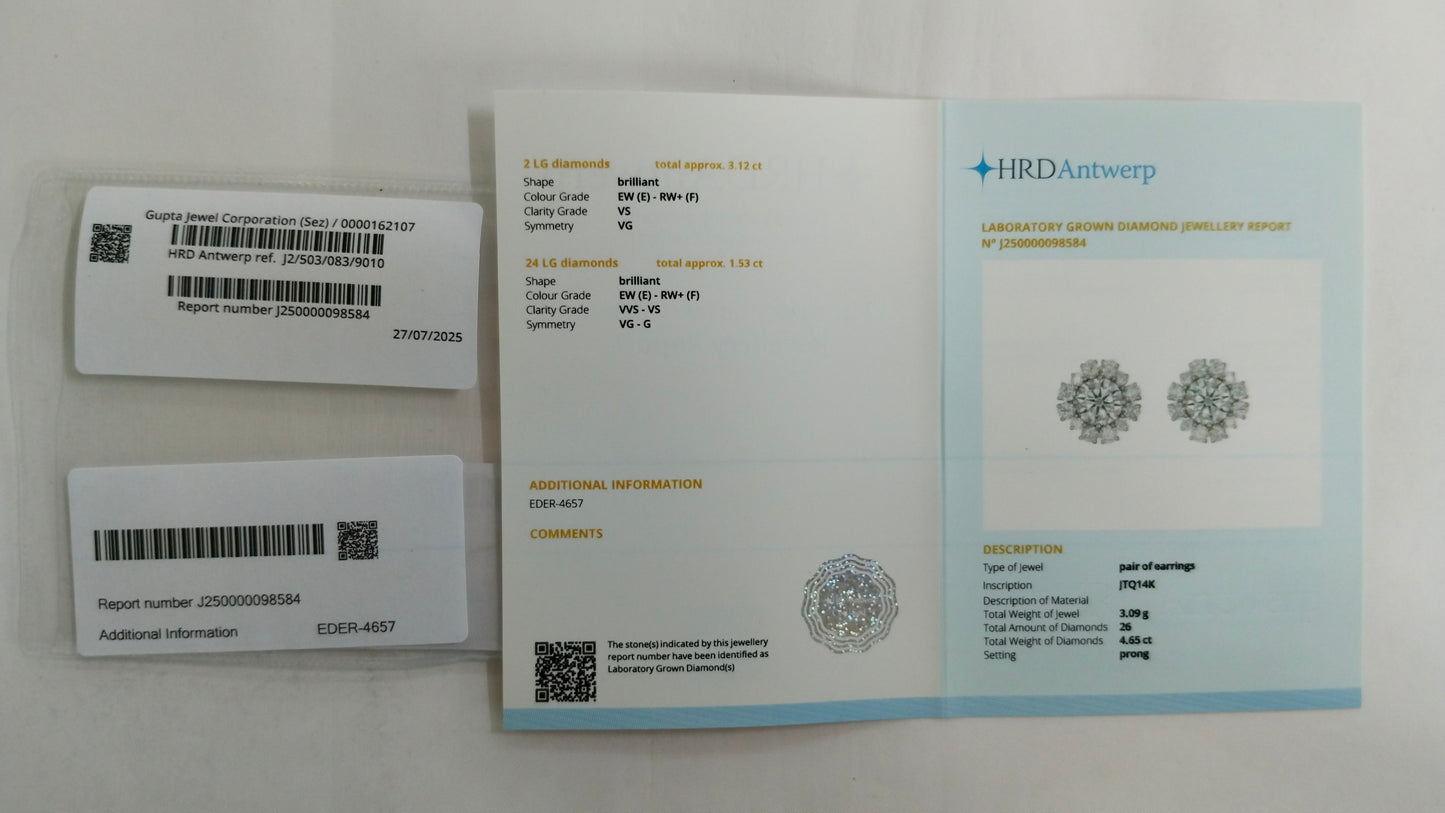 Gupta Jewel Corporation (Sez) / 0000162107
HRD Antwerp ref. J2/503/083/9010
Report number J250000098584
27/07/2025
Report number J250000098584
Additional Information EDER-4657
2 LG diamonds total approx. 3.12 ct
Shape brilliant
Colour Grade EW (E) - RW+ (F)
Clarity Grade VS
Symmetry VG
24 LG diamonds total approx. 1.53 ct
Shape brilliant
Colour Grade EW (E) - RW+ (F)
Clarity Grade VVS - VS
Symmetry VG - G
ADDITIONAL INFORMATION
EDER-4657
COMMENTS
The stone(s) indicated by this jewellery
report number have been identified as
Laboratory Grown Diamond(s)
HRD Antwerp
LABORATORY GROWN DIAMOND JEWELLERY REPORT
N° J250000098584
DESCRIPTION
Type of Jewel pair of earrings
Inscription JTQ14K
Description of Material
Total Weight of Jewel 3.09 g
Total Amount of Diamonds 26
Total Weight of Diamonds 4.65 ct
Setting prong